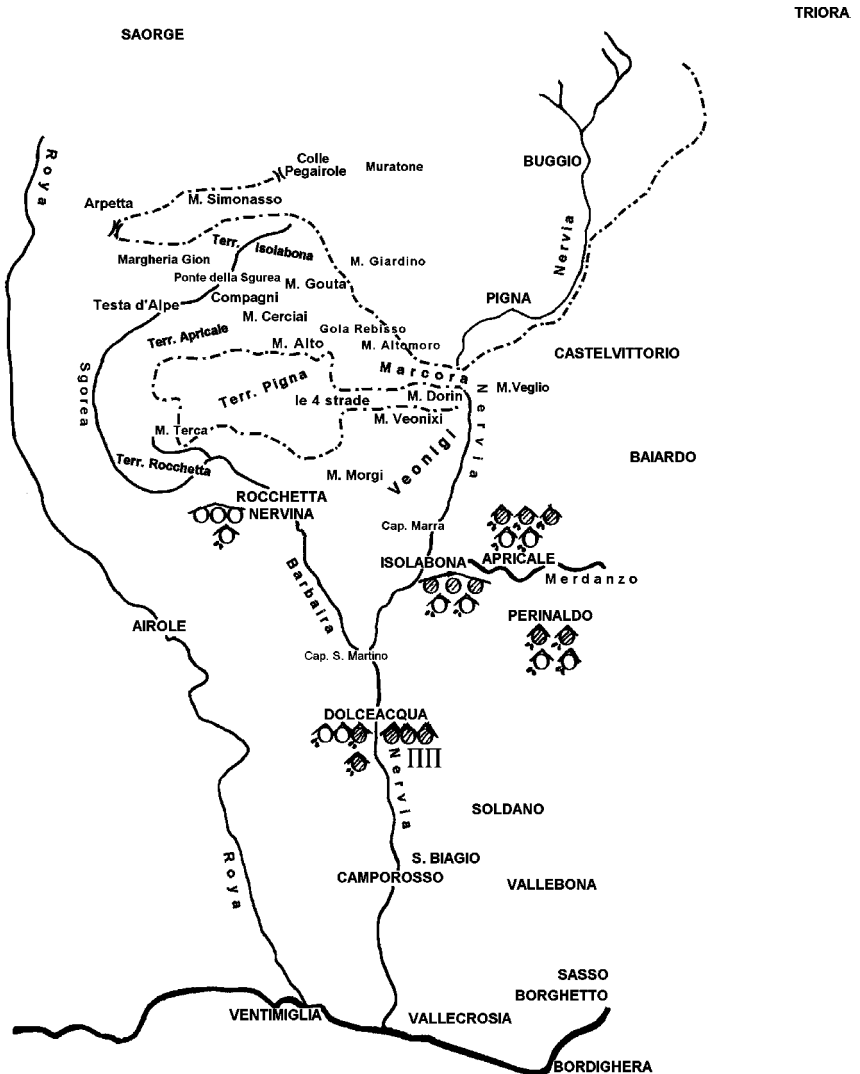 TRIORA
SAORGE
Roya
Colle
Pegairole
Muratone
BUGGIO
Arpetta
M. Simonasso
Nervia
Terr. Isolabona
Margheria Gion
M. Giardino
Ponte della Sgurea
M. Gouta
Compagni
PIGNA
Testa d'Alpe
M. Cerciai
Gola Rebisso
Terr. Apricale
M. Alto
M. Altomoro
CASTELVITTORIO
Marcora
Sgorea
Terr. Pigna
le 4 strade
M. Dorin
M. Veglio
Nervia
M. Veonixi
M. Terca
Veonigi
BAIARDO
Terr. Rocchetta
M. Morgi
ROCCHETTA
NERVINA
Cap. Marra
ISOLABONA
APRICALE
Merdanzo
Barbaira
PERINALDO
AIROLE
Cap. S. Martino
DOLCEACQUA
Nervia
SOLDANO
Roya
S. BIAGIO
CAMPOROSSO
VALLEBONA
SASSO
BORGHETTO
VENTIMIGLIA
VALLECROSIA
BORDIGHERA